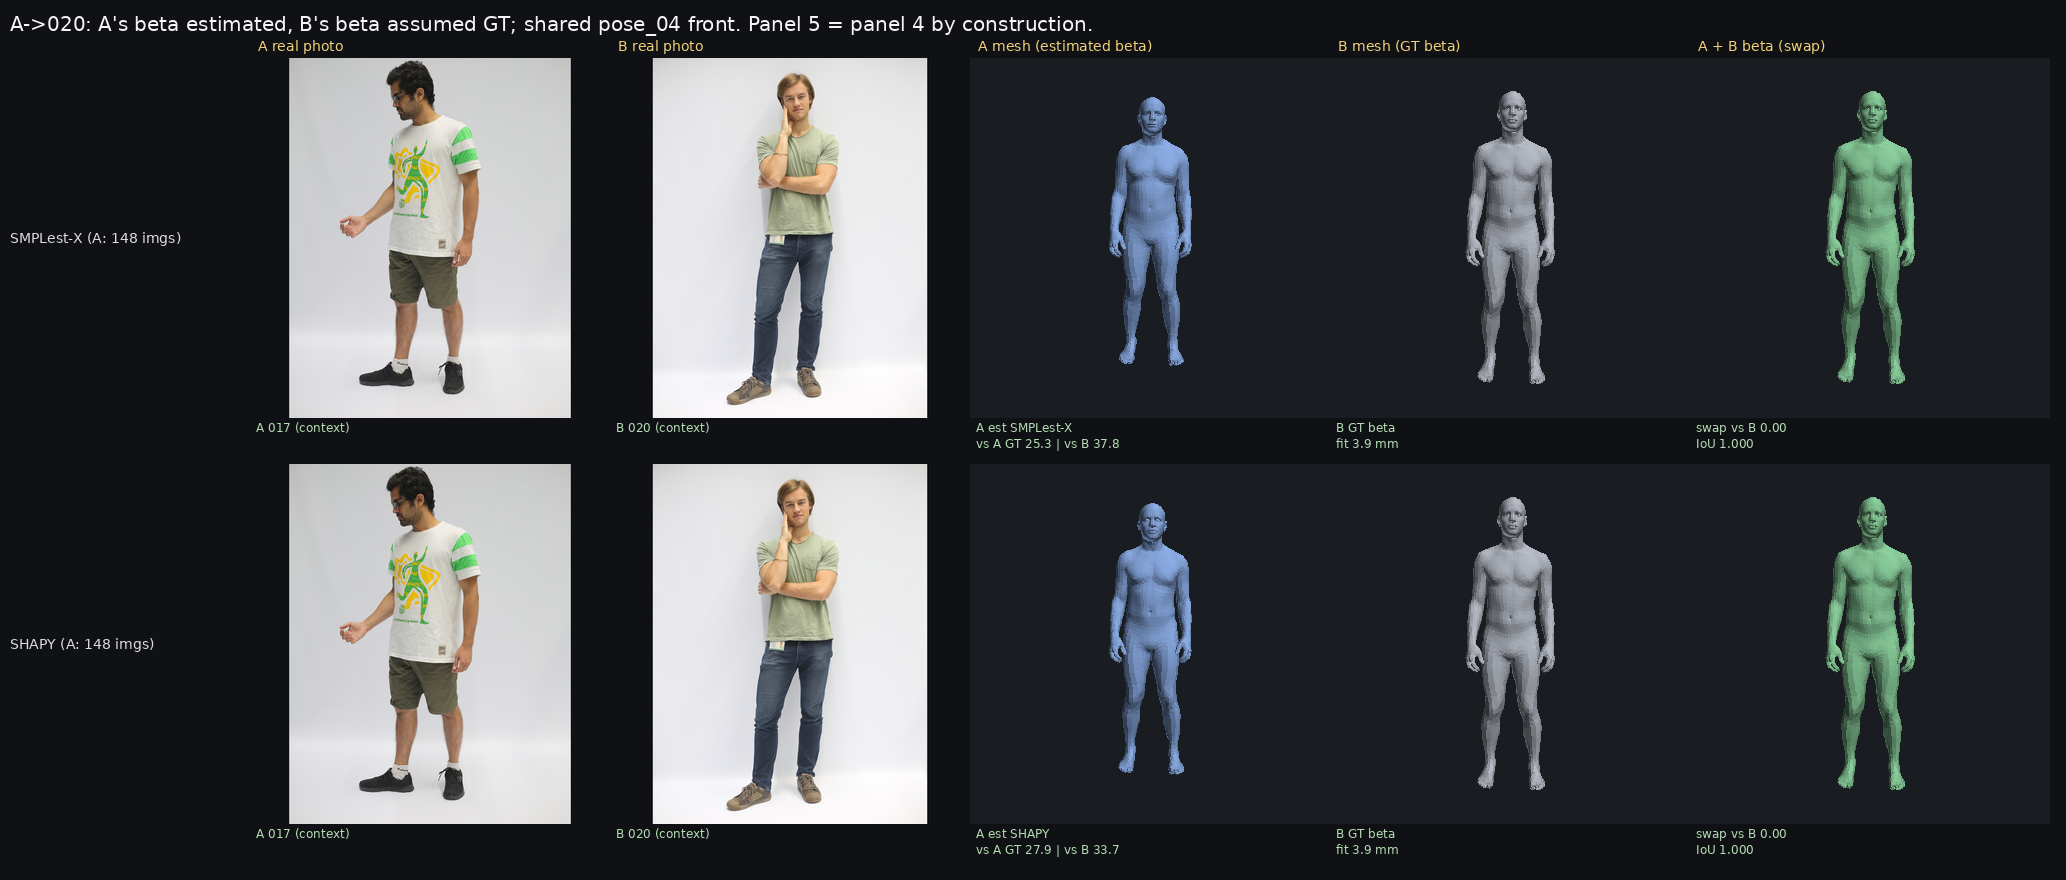 A->020: A's beta estimated, B's beta assumed GT; shared pose_04 front. Panel 5 = panel 4 by construction.
A real photo
B real photo
A mesh (estimated beta)
B mesh (GT beta)
A + B beta (swap)
SMPLest-X (A: 148 imgs)
A 017 (context)
B 020 (context)
A est SMPLest-X
vs A GT 25.3 | vs B 37.8
B GT beta
fit 3.9 mm
swap vs B 0.00
IoU 1.000
SHAPY (A: 148 imgs)
A 017 (context)
B 020 (context)
A est SHAPY
vs A GT 27.9 | vs B 33.7
B GT beta
fit 3.9 mm
swap vs B 0.00
IoU 1.000